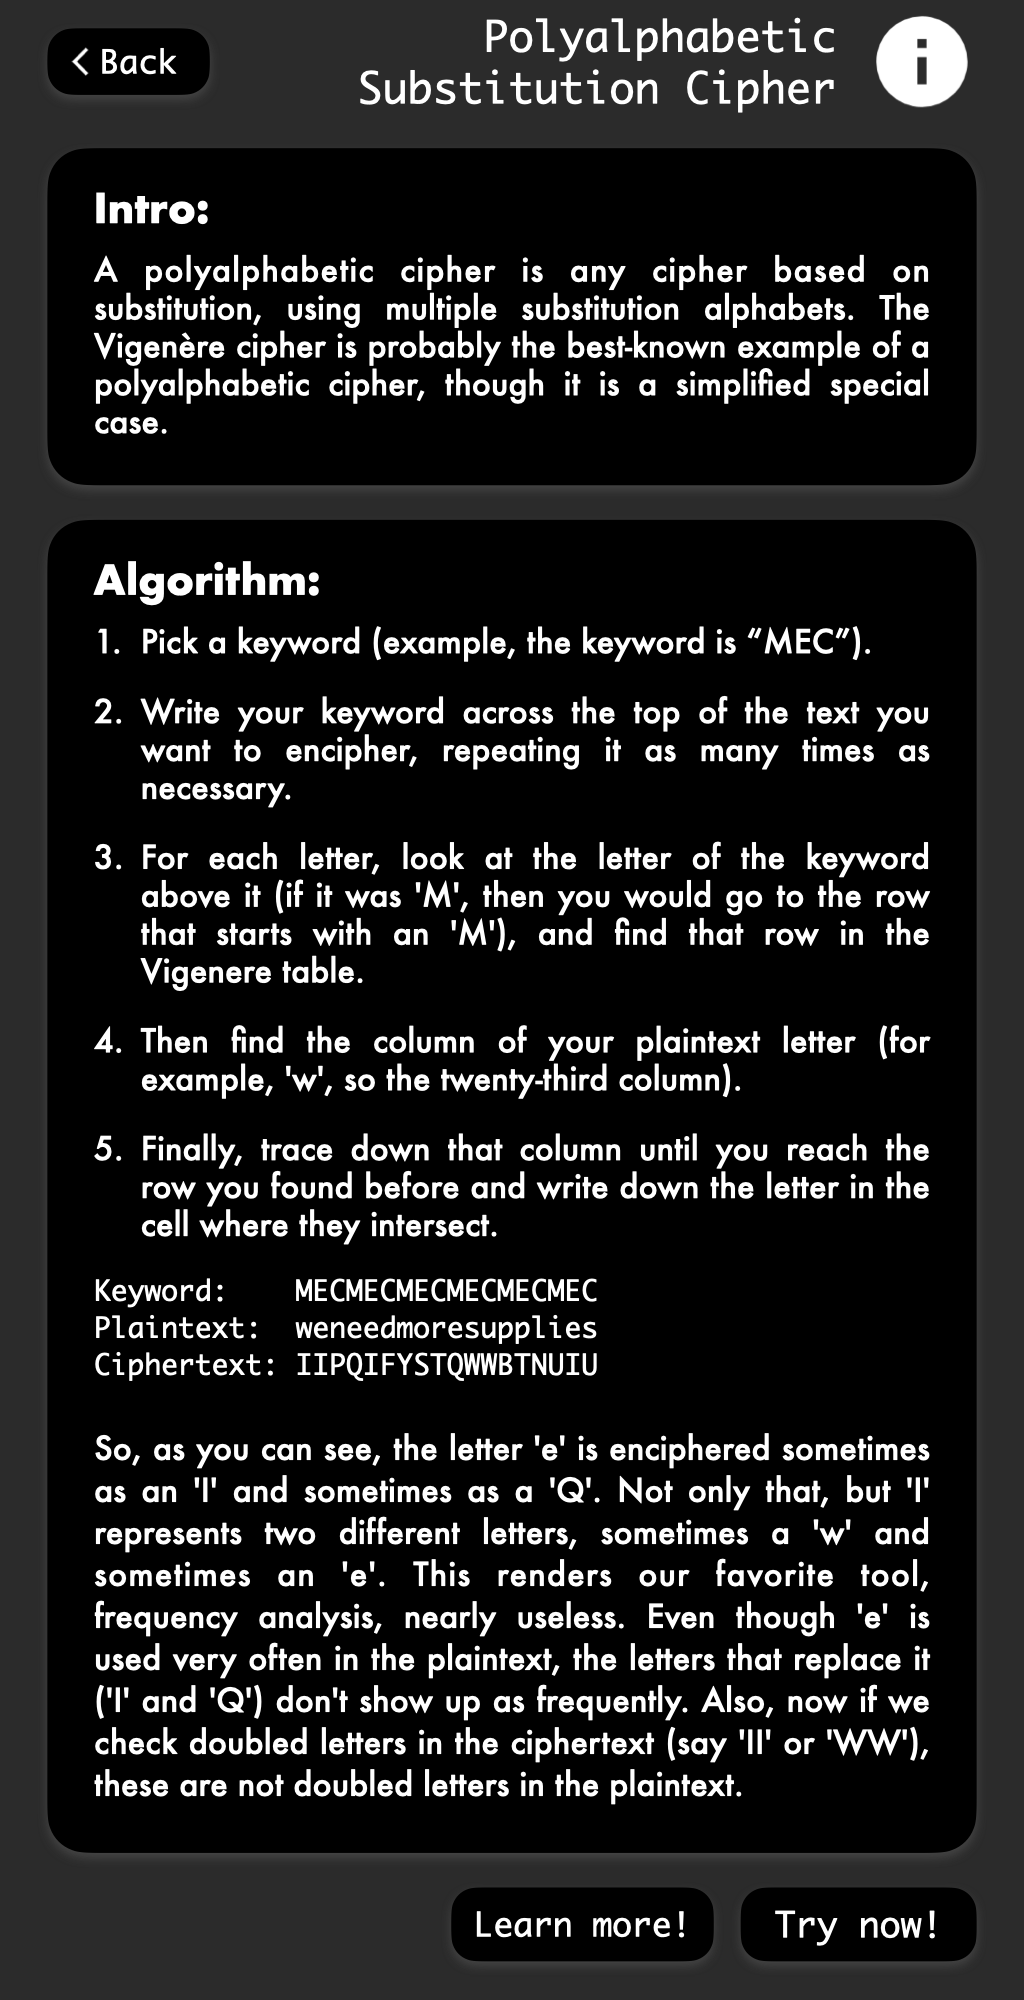 Back
Polyalphabetic
Substitution Cipher
i
Intro:
A polyalphabetic cipher is any cipher based on
substitution, using multiple substitution alphabets. The
Vigenère cipher is probably the best-known example of a
polyalphabetic cipher, though it is a simplified special
case.
Algorithm:
1. Pick a keyword (example, the keyword is “MEC”).
2. Write your keyword across the top of the text you
want to encipher, repeating it as many times as
necessary.
3. For each letter, look at the letter of the keyword
above it (if it was 'M', then you would go to the row
that starts with an 'M'), and find that row in the
Vigenere table.
4. Then find the column of your plaintext letter (for
example, 'w', so the twenty-third column).
5. Finally, trace down that column until you reach the
row you found before and write down the letter in the
cell where they intersect.
Keyword: MECMECMECMECMECMEC
Plaintext: weneedmoresupplies
Ciphertext: IIPQIFYSTQWWBTNUIU
So, as you can see, the letter 'e' is enciphered sometimes
as an 'I' and sometimes as a 'Q'. Not only that, but 'I'
represents two different letters, sometimes a 'w' and
sometimes an 'e'. This renders our favorite tool,
frequency analysis, nearly useless. Even though 'e' is
used very often in the plaintext, the letters that replace it
('I' and 'Q') don't show up as frequently. Also, now if we
check doubled letters in the ciphertext (say 'II' or 'WW'),
these are not doubled letters in the plaintext.
Learn more!
Try now!